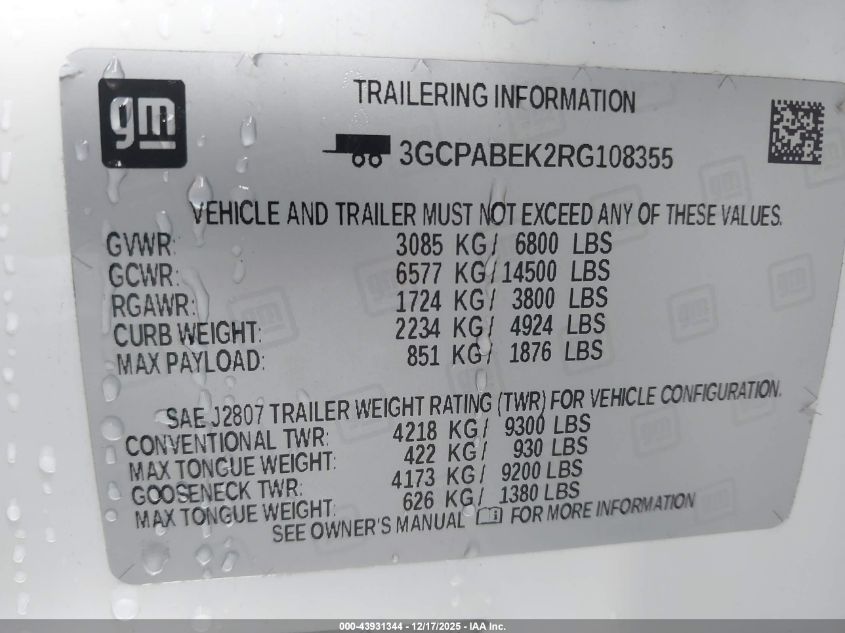 gm
TRAILERING INFORMATION
3GCPABEK2RG108355
VEHICLE AND TRAILER MUST NOT EXCEED ANY OF THESE VALUES.
GVWR: 3085 KG/ 6800 LBS
GCWR: 6577 KG/14500 LBS
RGAWR: 1724 KG/ 3800 LBS
CURB WEIGHT: 2234 KG/ 4924 LBS
MAX PAYLOAD: 851 KG/ 1876 LBS
SAE J2807 TRAILER WEIGHT RATING (TWR) FOR VEHICLE CONFIGURATION.
CONVENTIONAL TWR: 4218 KG/ 9300 LBS
MAX TONGUE WEIGHT: 422 KG/ 930 LBS
GOOSENECK TWR: 4173 KG/ 9200 LBS
MAX TONGUE WEIGHT: 626 KG/ 1380 LBS
SEE OWNER'S MANUAL FOR MORE INFORMATION
000-43931344 — 12/17/2025 — IAA Inc.